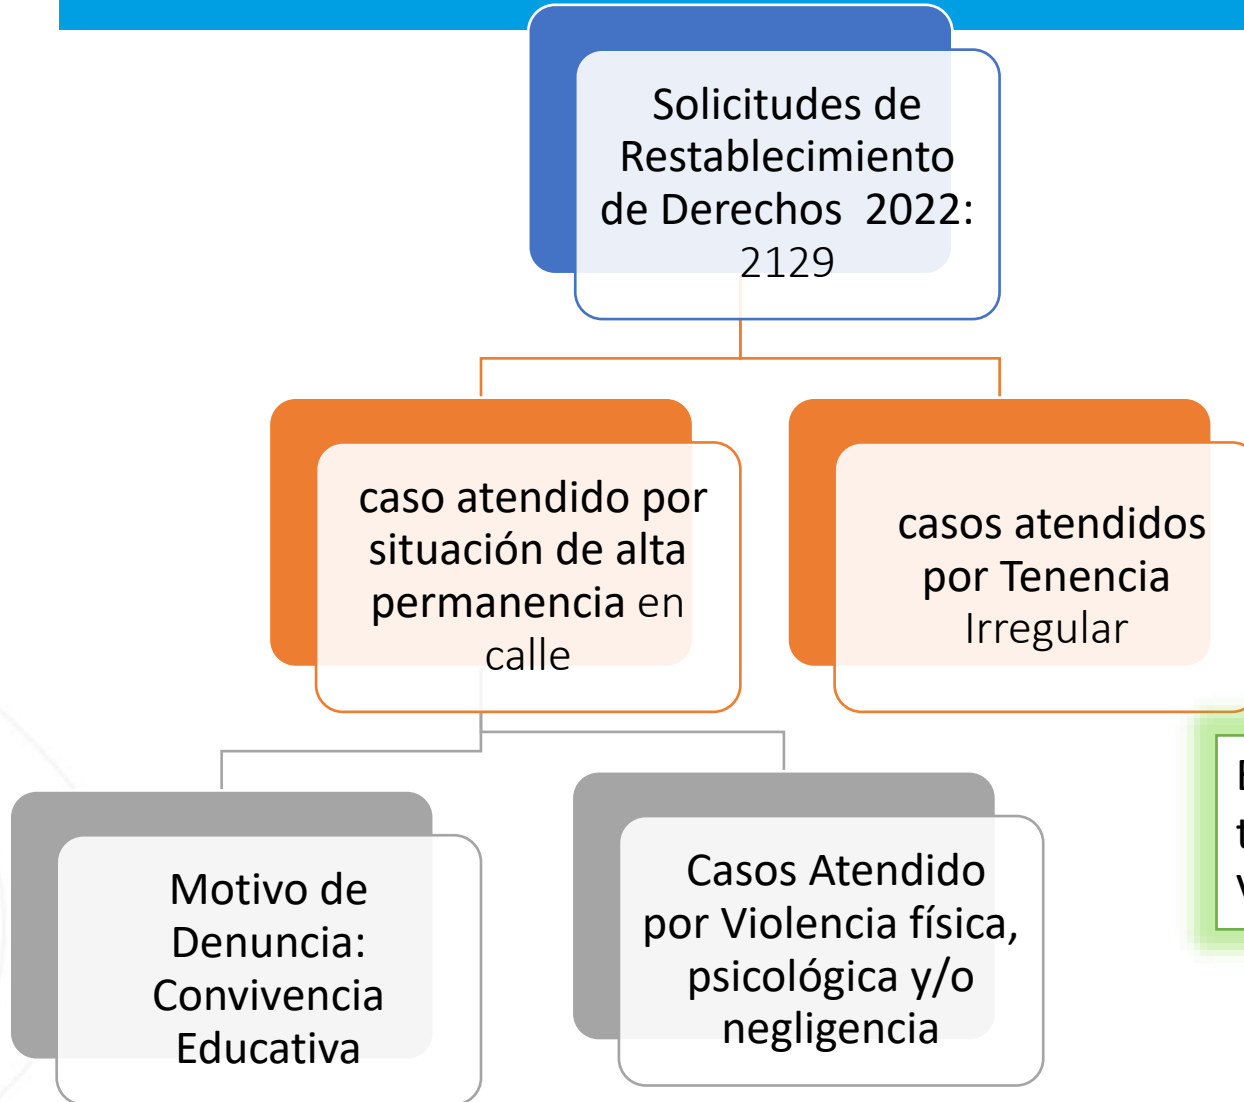 Solicitudes de
Restablecimiento
de Derechos 2022:
2129
caso atendido por
situación de alta
permanencia en
calle
casos atendidos
por Tenencia
Irregular
Motivo de
Denuncia:
Convivencia
Educativa
Casos Atendido
por Violencia física,
psicológica y/o
negligencia